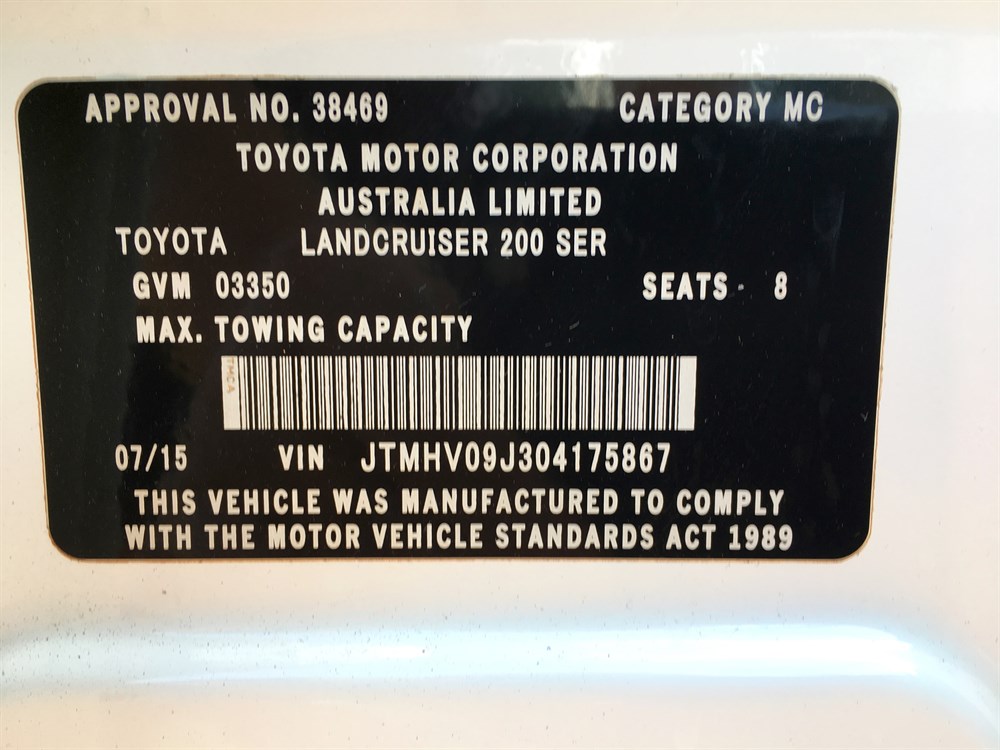 APPROVAL NO. 38469 CATEGORY MC
TOYOTA MOTOR CORPORATION
AUSTRALIA LIMITED
TOYOTA LANDCRUISER 200 SER
GVM 03350 SEATS 8
MAX. TOWING CAPACITY
TMCA
07/15 VIN JTMHV09J304175867
THIS VEHICLE WAS MANUFACTURED TO COMPLY
WITH THE MOTOR VEHICLE STANDARDS ACT 1989